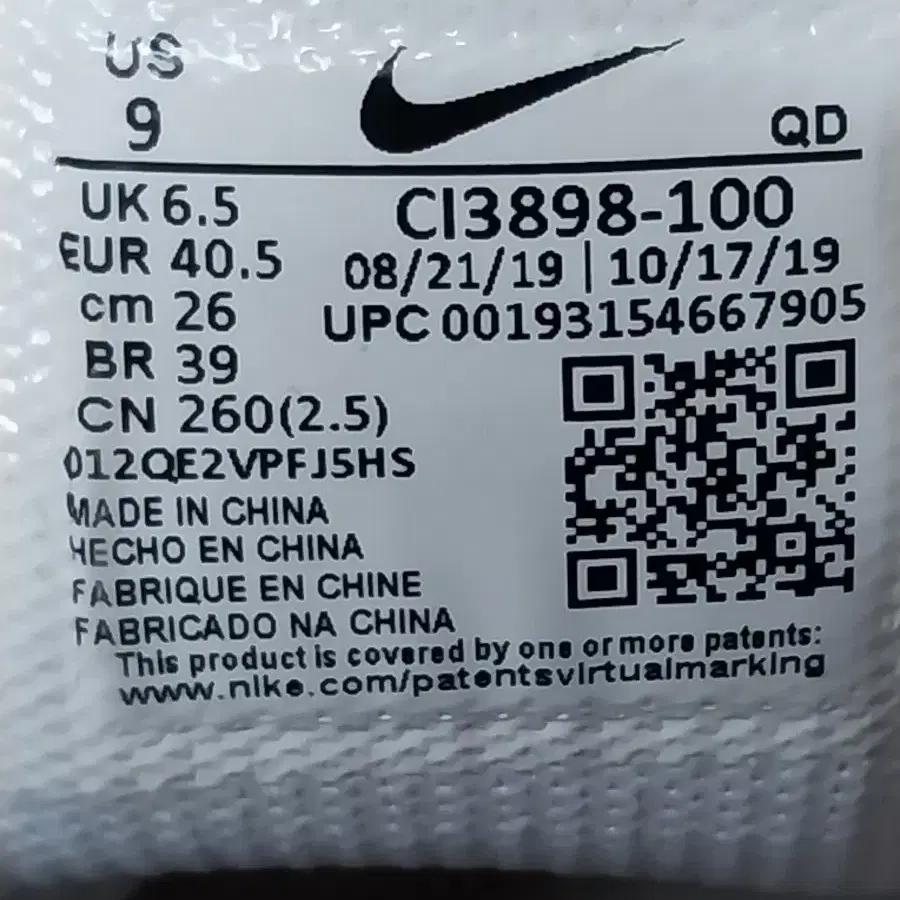 US
9
QD
UK 6.5
EUR 40.5
cm 26
BR 39
CN 260(2.5)
CI3898-100
08/21/19 | 10/17/19
UPC 00193154667905
012QE2VPFJ5HS
MADE IN CHINA
HECHO EN CHINA
FABRIQUE EN CHINE
FABRICADO NA CHINA
This product is covered by one or more patents:
www.nike.com/patentsvirtualmarking